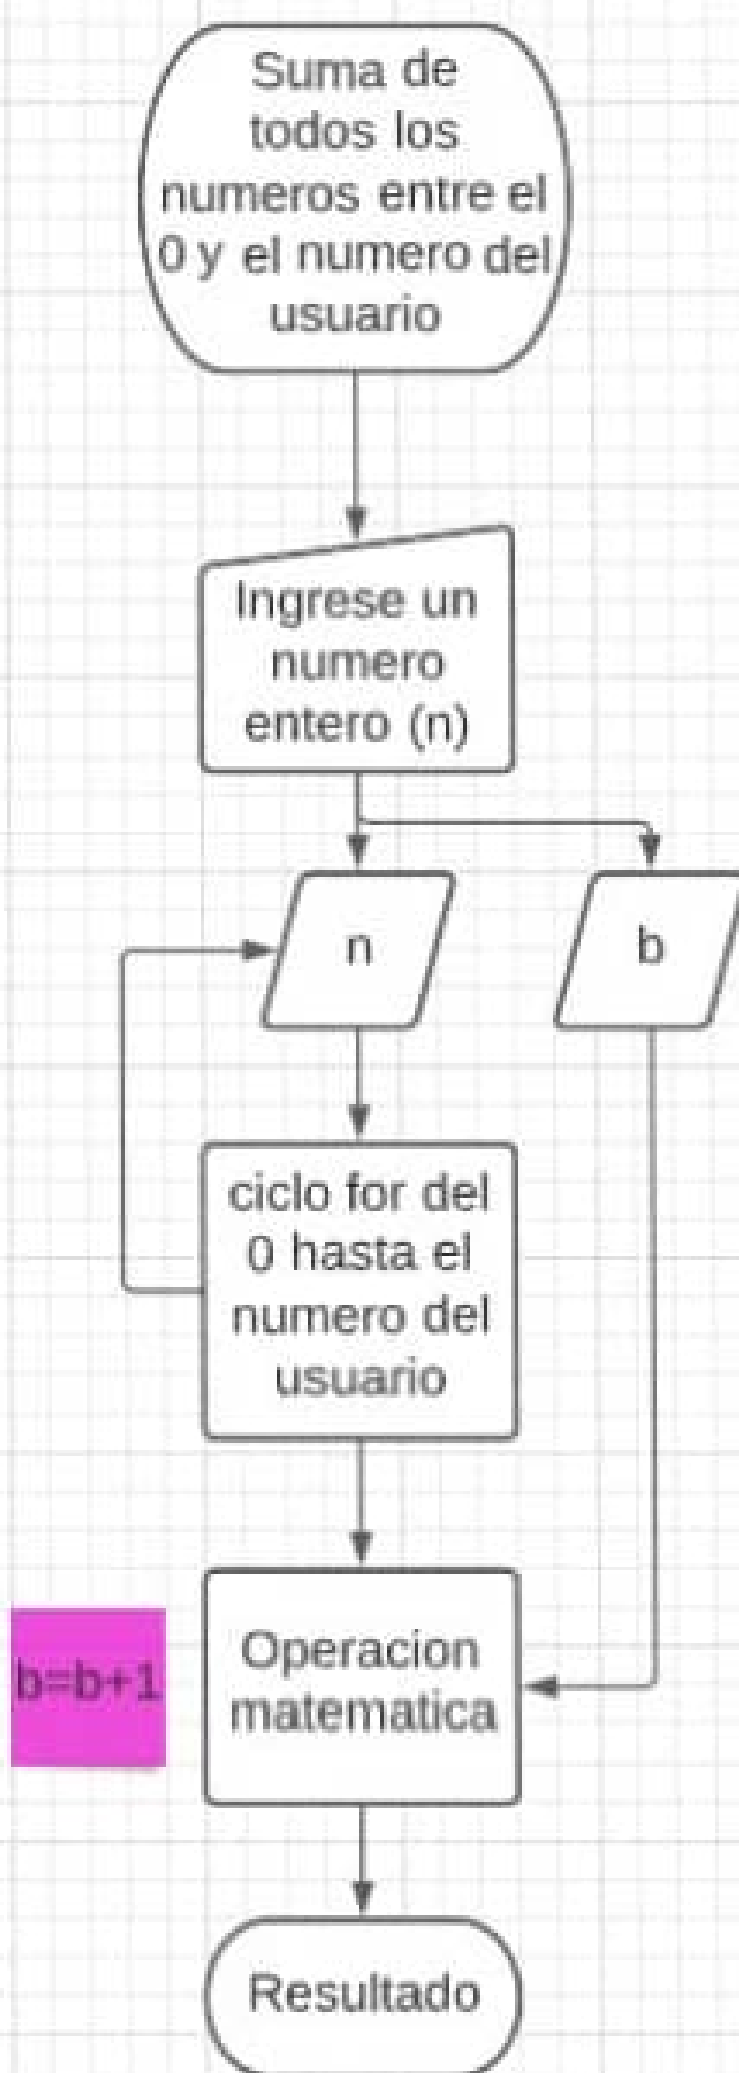 Suma de
todos los
numeros entre el
0 y el numero del
usuario
Ingrese un
numero
entero (n)
n
b
ciclo for del
0 hasta el
numero del
usuario
b=b+1
Operacion
matematica
Resultado